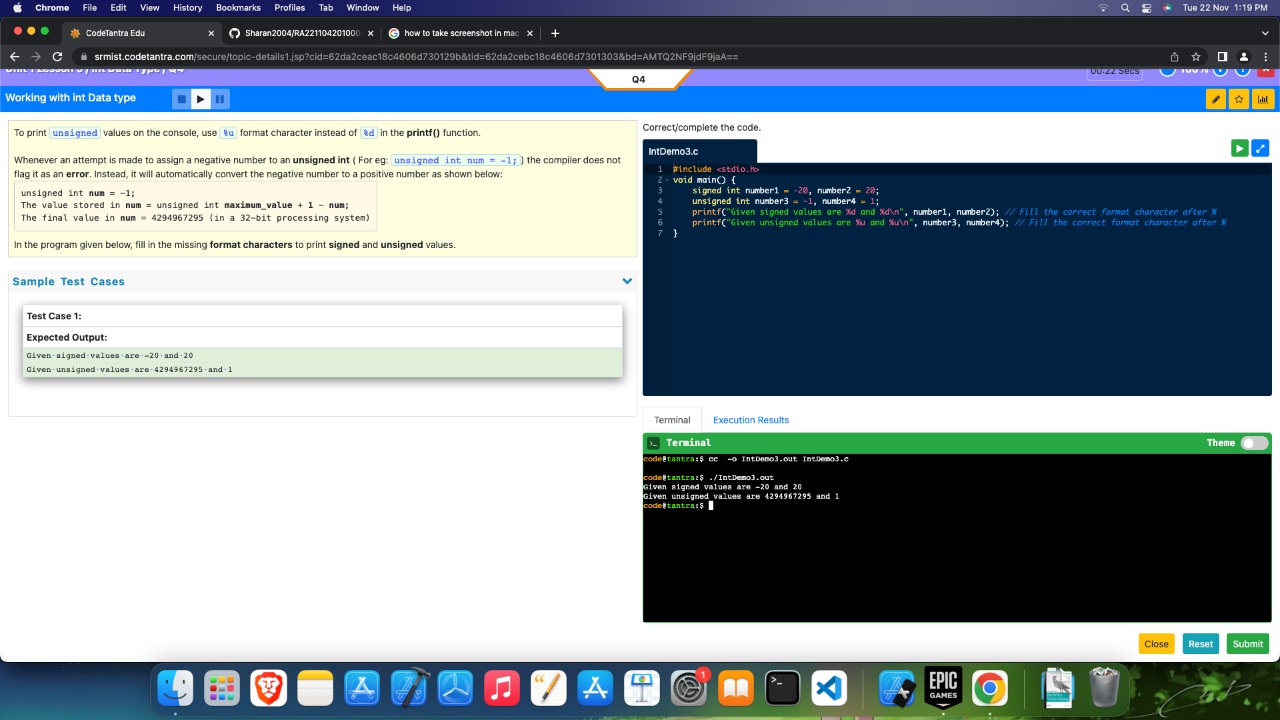 Chrome File Edit View History Bookmarks Profiles Tab Window Help
Tue 22 Nov 1:19 PM
CodeTantra Edu
Sharan2004/RA221104201000
how to take screenshot in mac
srmist.codetantra.com/secure/topic-details1.jsp?cid=62da2ceac18c4606d730129b&tid=62da2cebc18c4606d7301303&bd=AMTQ2NF9jdF9jaA==
Unit 1 Lesson 3 / Int Data Type / Q4
Q4
00:22 Secs
100%
Working with int Data type
To print unsigned values on the console, use %u format character instead of %d in the printf() function.
Whenever an attempt is made to assign a negative number to an unsigned int ( For eg: unsigned int num = -1; ) the compiler does not
flag it as an error. Instead, it will automatically convert the negative number to a positive number as shown below:
unsigned int num = -1;
The value stored in num = unsigned int maximum_value + 1 - num;
The final value in num = 4294967295 (in a 32-bit processing system)
In the program given below, fill in the missing format characters to print signed and unsigned values.
Sample Test Cases
Test Case 1:
Expected Output:
Given·signed·values·are·-20·and·20
Given·unsigned·values·are·4294967295·and·1
Correct/complete the code.
IntDemo3.c
1 #include <stdio.h>
2 void main() {
3 signed int number1 = -20, number2 = 20;
4 unsigned int number3 = -1, number4 = 1;
5 printf("Given signed values are %d and %d\n", number1, number2); // Fill the correct format character after %
6 printf("Given unsigned values are %u and %u\n", number3, number4); // Fill the correct format character after %
7 }
Terminal Execution Results
Terminal
Theme
code@tantra:$ cc -o IntDemo3.out IntDemo3.c
code@tantra:$ ./IntDemo3.out
Given signed values are -20 and 20
Given unsigned values are 4294967295 and 1
code@tantra:$
Close Reset Submit
1
EPIC
GAMES